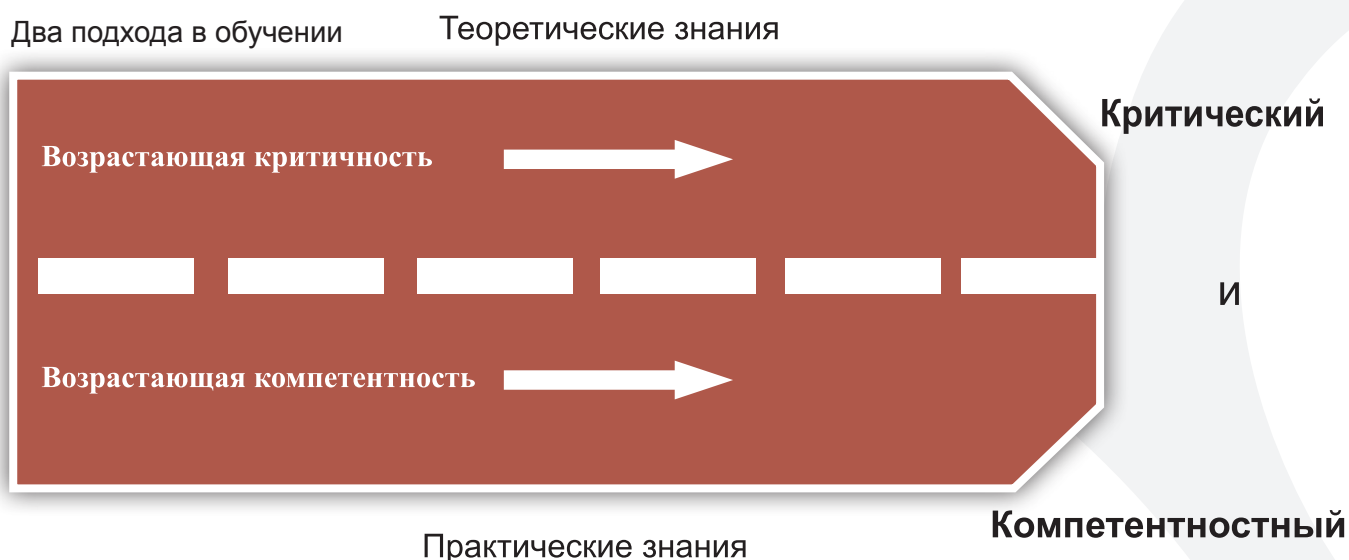 Два подхода в обучении
Теоретические знания
Критический
Возрастающая критичность
и
Возрастающая компетентность
Компетентностный
Практические знания